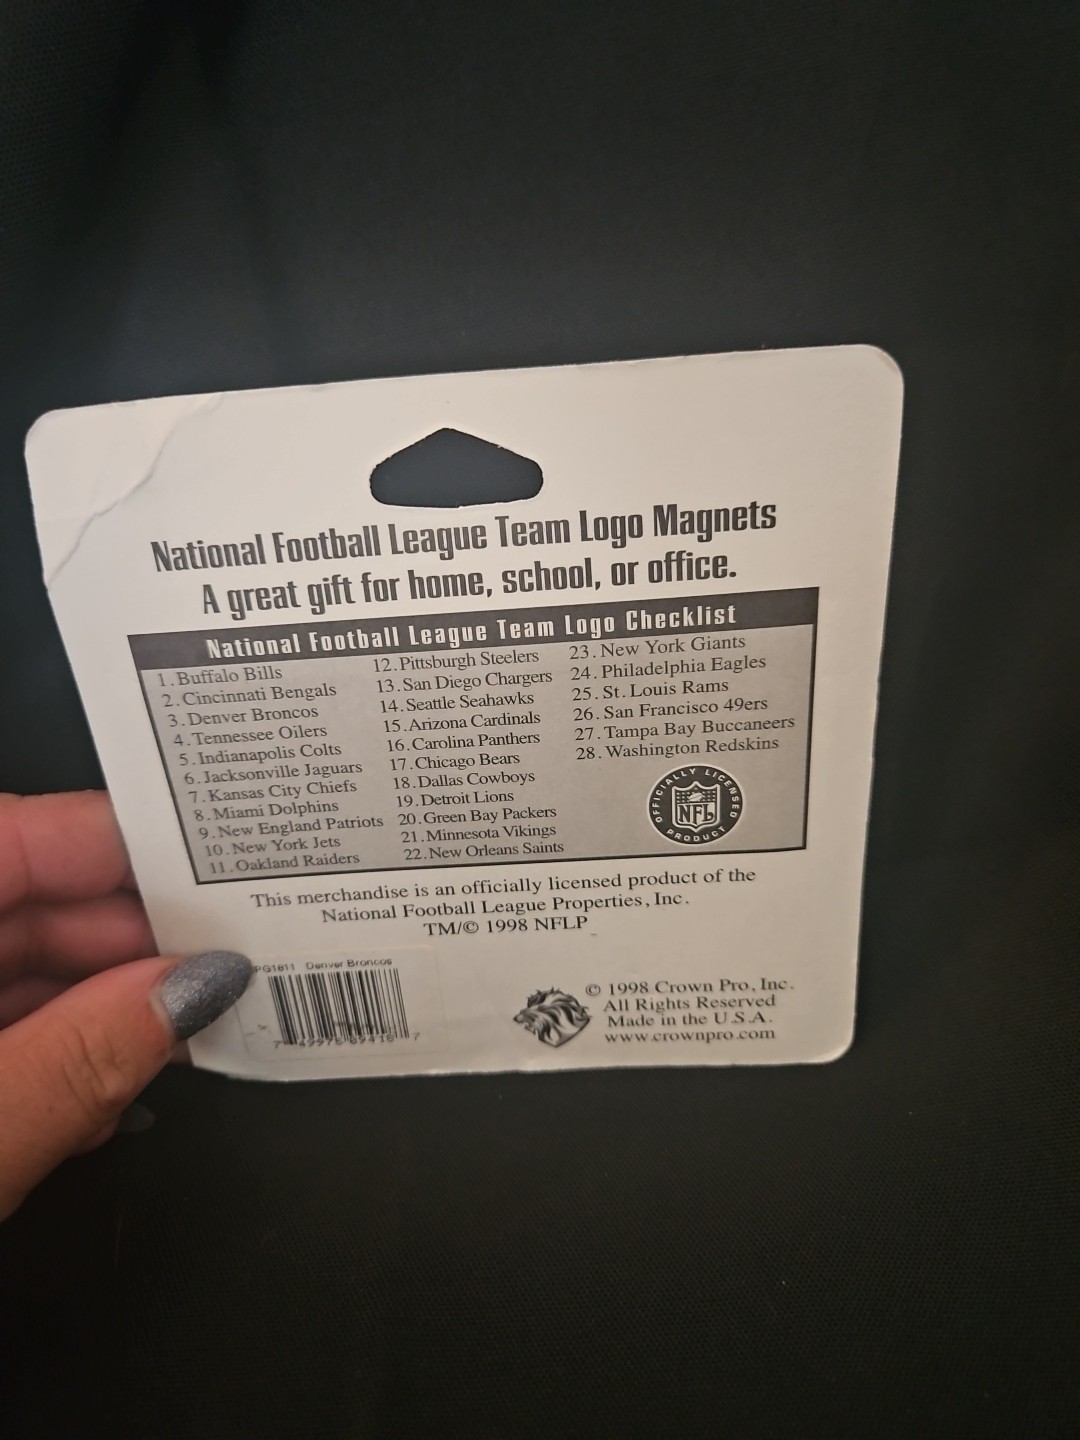 National Football League Team Logo Magnets
A great gift for home, school, or office.
National Football League Team Logo Checklist
1.Buffalo Bills
2.Cincinnati Bengals
3.Denver Broncos
4.Tennessee Oilers
5.Indianapolis Colts
6.Jacksonville Jaguars
7.Kansas City Chiefs
8.Miami Dolphins
9.New England Patriots
10.New York Jets
11.Oakland Raiders
12.Pittsburgh Steelers
13.San Diego Chargers
14.Seattle Seahawks
15.Arizona Cardinals
16.Carolina Panthers
17.Chicago Bears
18.Dallas Cowboys
19.Detroit Lions
20.Green Bay Packers
21.Minnesota Vikings
22.New Orleans Saints
23.New York Giants
24.Philadelphia Eagles
25.St. Louis Rams
26.San Francisco 49ers
27.Tampa Bay Buccaneers
28.Washington Redskins
OFFICIALLY LICENSED
NFL
PRODUCT
This merchandise is an officially licensed product of the
National Football League Properties, Inc.
TM/© 1998 NFLP
PG1811 Denver Broncos
© 1998 Crown Pro, Inc.
All Rights Reserved
Made in the U.S.A.
www.crownpro.com